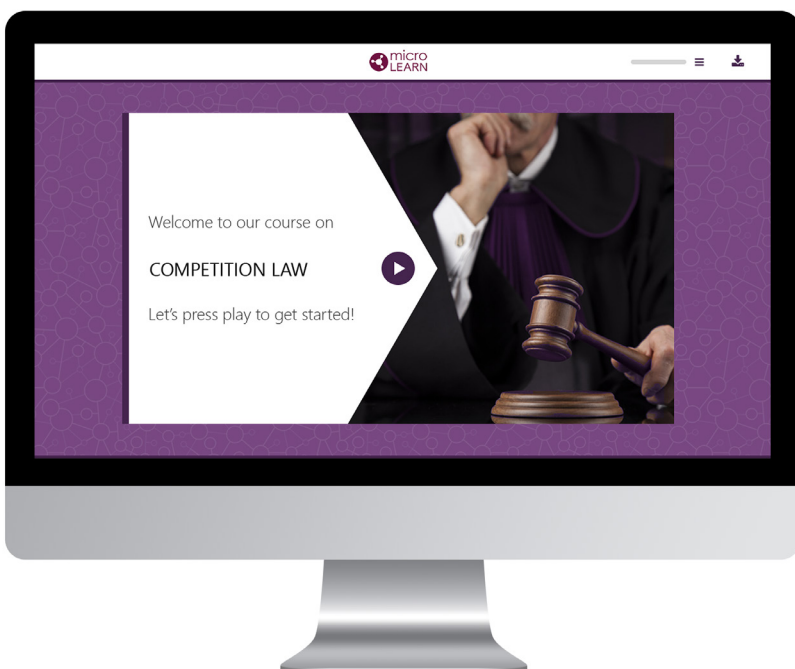 micro
LEARN
Welcome to our course on
COMPETITION LAW
Let's press play to get started!